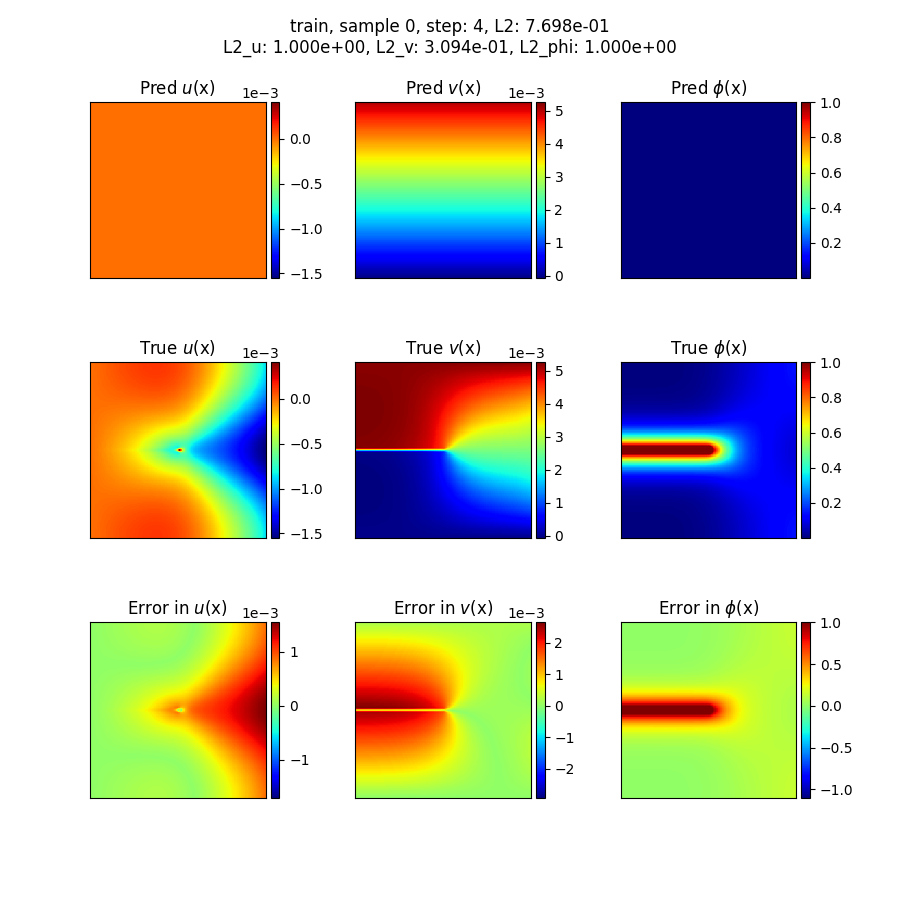 train, sample 0, step: 4, L2: 7.698e-01
L2_u: 1.000e+00, L2_v: 3.094e-01, L2_phi: 1.000e+00
Pred u(x)
1e−3
0.0
−0.5
−1.0
−1.5
Pred v(x)
1e−3
5
4
3
2
1
0
Pred ϕ(x)
1.0
0.8
0.6
0.4
0.2
True u(x)
1e−3
0.0
−0.5
−1.0
−1.5
True v(x)
1e−3
5
4
3
2
1
0
True ϕ(x)
1.0
0.8
0.6
0.4
0.2
Error in u(x)
1e−3
1
0
−1
Error in v(x)
1e−3
2
1
0
−1
−2
Error in ϕ(x)
1.0
0.5
0.0
−0.5
−1.0